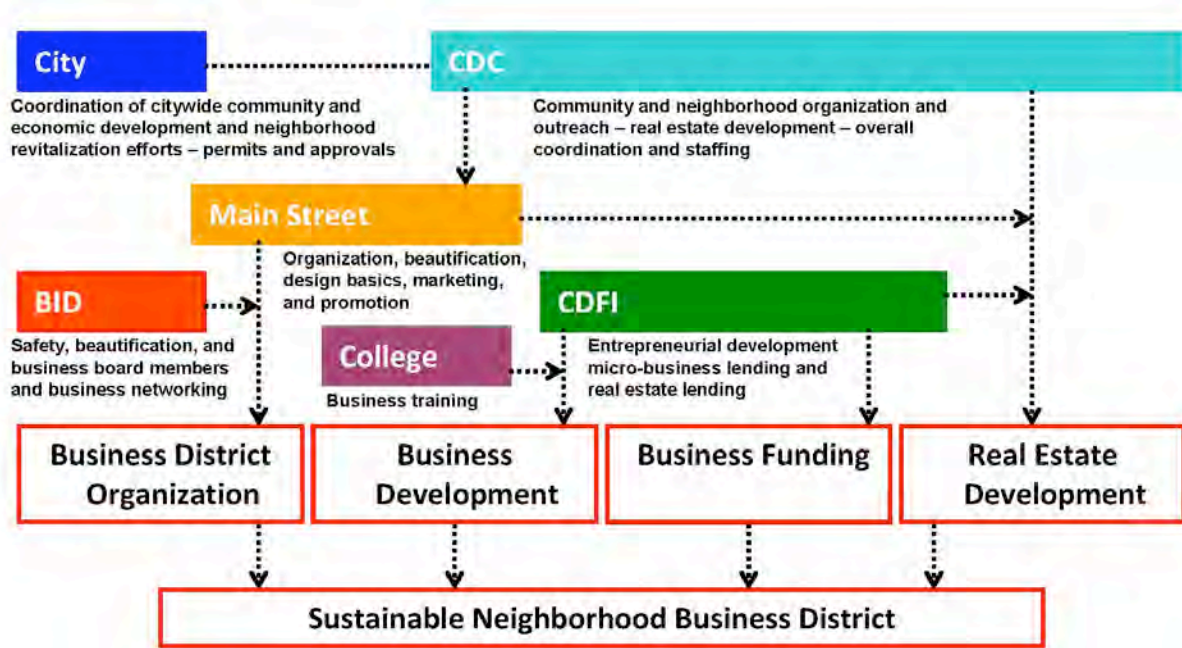 City
CDC
Coordination of citywide community and
economic development and neighborhood
revitalization efforts – permits and approvals
Community and neighborhood organization and
outreach – real estate development – overall
coordination and staffing
Main Street
Organization, beautification,
design basics, marketing,
and promotion
BID
Safety, beautification, and
business board members
and business networking
CDFI
Entrepreneurial development
micro-business lending and
real estate lending
College
Business training
Business District
Organization
Business
Development
Business Funding
Real Estate
Development
Sustainable Neighborhood Business District